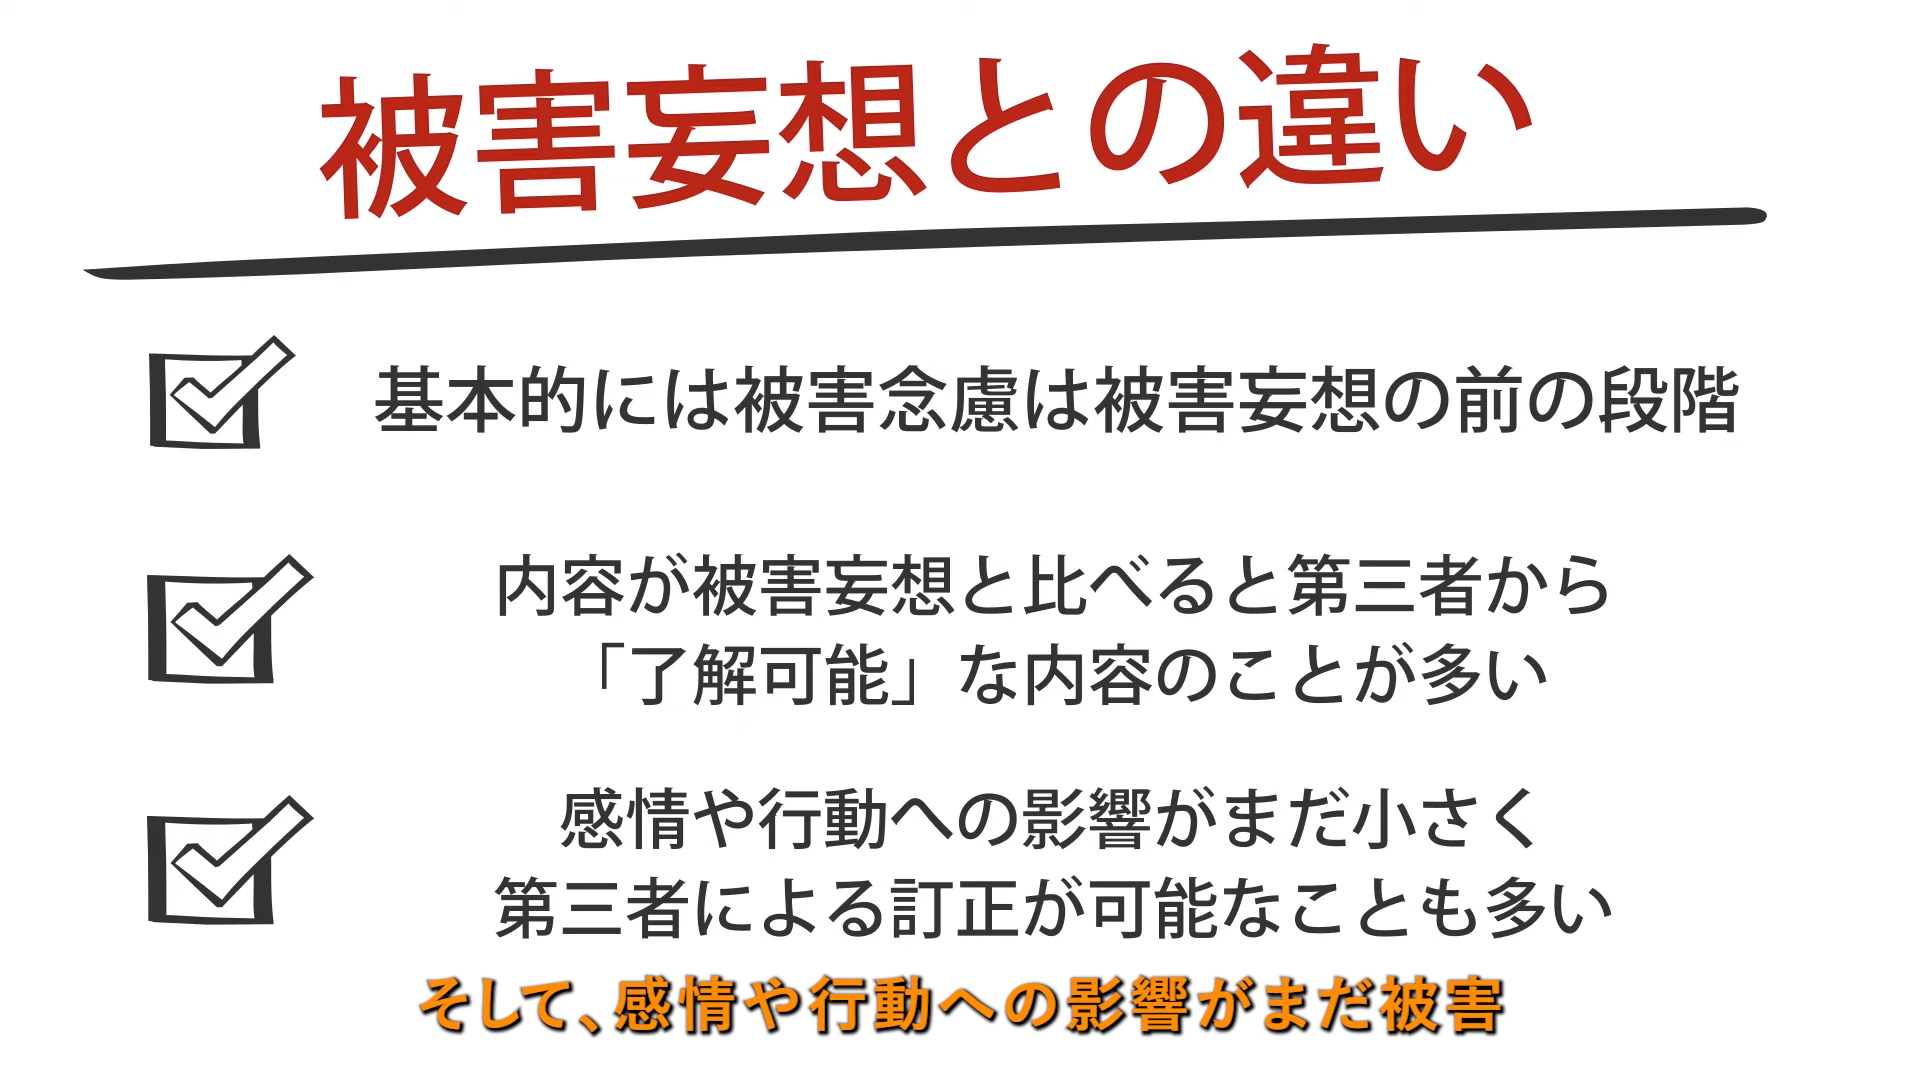 被害妄想との違い
基本的には被害念慮は被害妄想の前の段階
内容が被害妄想と比べると第三者から
「了解可能」な内容のことが多い
感情や行動への影響がまだ小さく
第三者による訂正が可能なことも多い
そして、感情や行動への影響がまだ被害